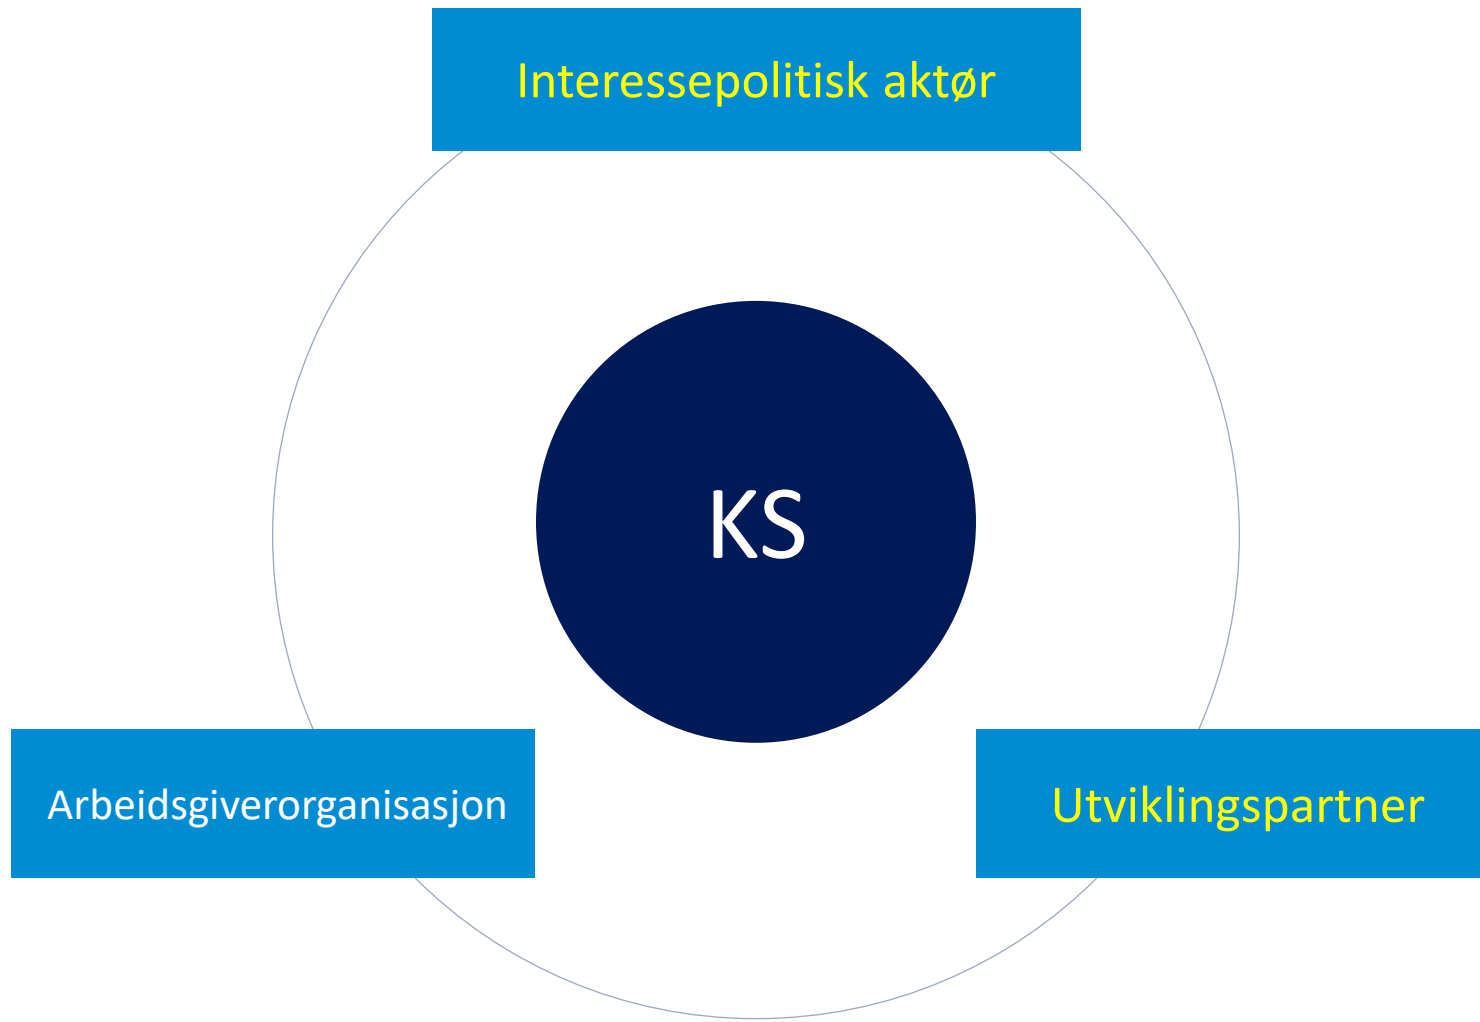 Interessepolitisk aktør
KS
Arbeidsgiverorganisasjon
Utviklingspartner